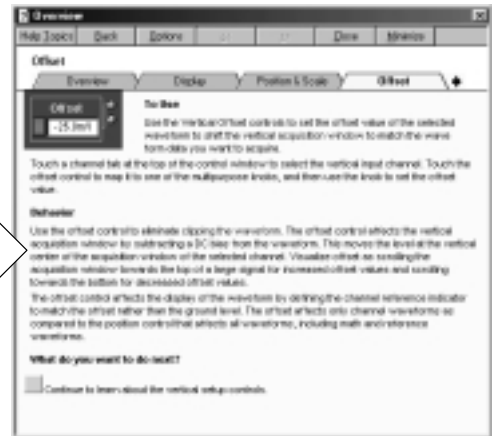 Overview
Help Topics Back Options << >> Close Minimize
Offset
Overview Display Position & Scale Offset
Offset
-25.0mV
To Use
Use the Vertical Offset controls to set the offset value of the selected
waveform to shift the vertical acquisition window to match the wave
form data you want to acquire.
Touch a channel tab at the top of the control window to select the vertical input channel. Touch the
offset control to map it to one of the multipurpose knobs, and then use the knob to set the offset
value.
Behavior
Use the offset control to eliminate clipping the waveform. The offset control affects the vertical
acquisition window by subtracting a DC bias from the waveform. This moves the level at the vertical
center of the acquisition window of the selected channel. Visualize offset as scrolling the
acquisition window towards the top of a large signal for increased offset values and scrolling
towards the bottom for decreased offset values.
The offset control affects the display of the waveform by defining the channel reference indicator
to match the offset rather than the ground level. The offset affects only channel waveforms as
compared to the position control that affects all waveforms, including math and reference
waveforms.
What do you want to do next?
Continue to learn about the vertical setup controls.